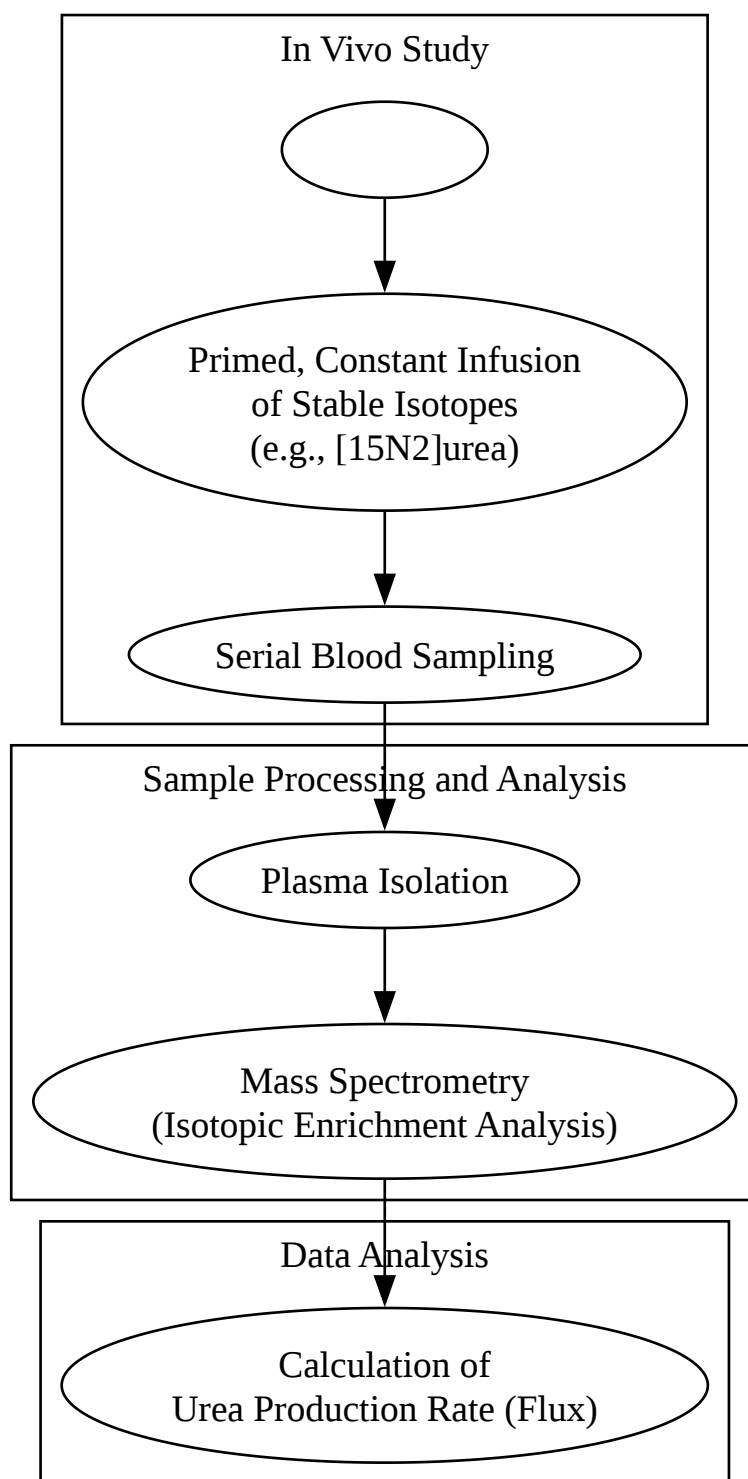 In Vivo Study
Primed, Constant Infusion
of Stable Isotopes
(e.g., [15N2]urea)
Serial Blood Sampling
Sample Processing and Analysis
Plasma Isolation
Mass Spectrometry
(Isotopic Enrichment Analysis)
Data Analysis
Calculation of
Urea Production Rate (Flux)